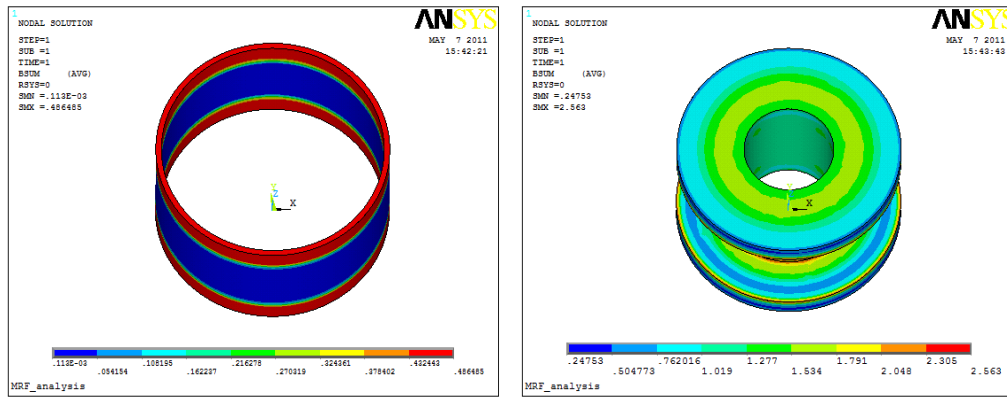 1
NODAL SOLUTION
STEP=1
SUB =1
TIME=1
BSUM (AVG)
RSYS=0
SMN =.113E-03
SMX =.486485
ANSYS
MAY 7 2011
15:42:21
Y
Z
X
.113E-03 .108195 .216278 .324361 .432443
.054154 .162237 .270319 .378402 .486485
MRF_analysis
1
NODAL SOLUTION
STEP=1
SUB =1
TIME=1
BSUM (AVG)
RSYS=0
SMN =.24753
SMX =2.563
ANSYS
MAY 7 2011
15:43:43
Y
Z
X
.24753 .762016 1.277 1.791 2.305
.504773 1.019 1.534 2.048 2.563
MRF_analysis